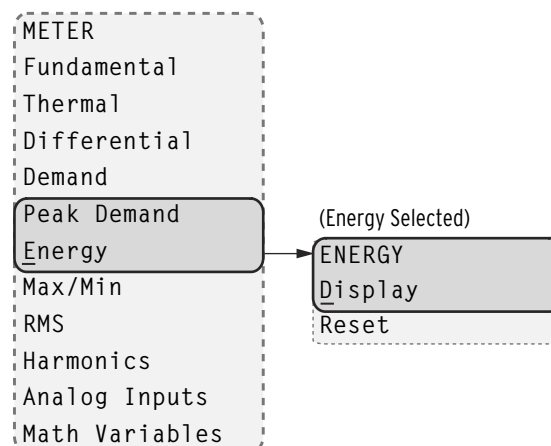 METER
Fundamental
Thermal
Differential
Demand
Peak Demand
Energy
Max/Min
RMS
Harmonics
Analog Inputs
Math Variables
(Energy Selected)
ENERGY
Display
Reset